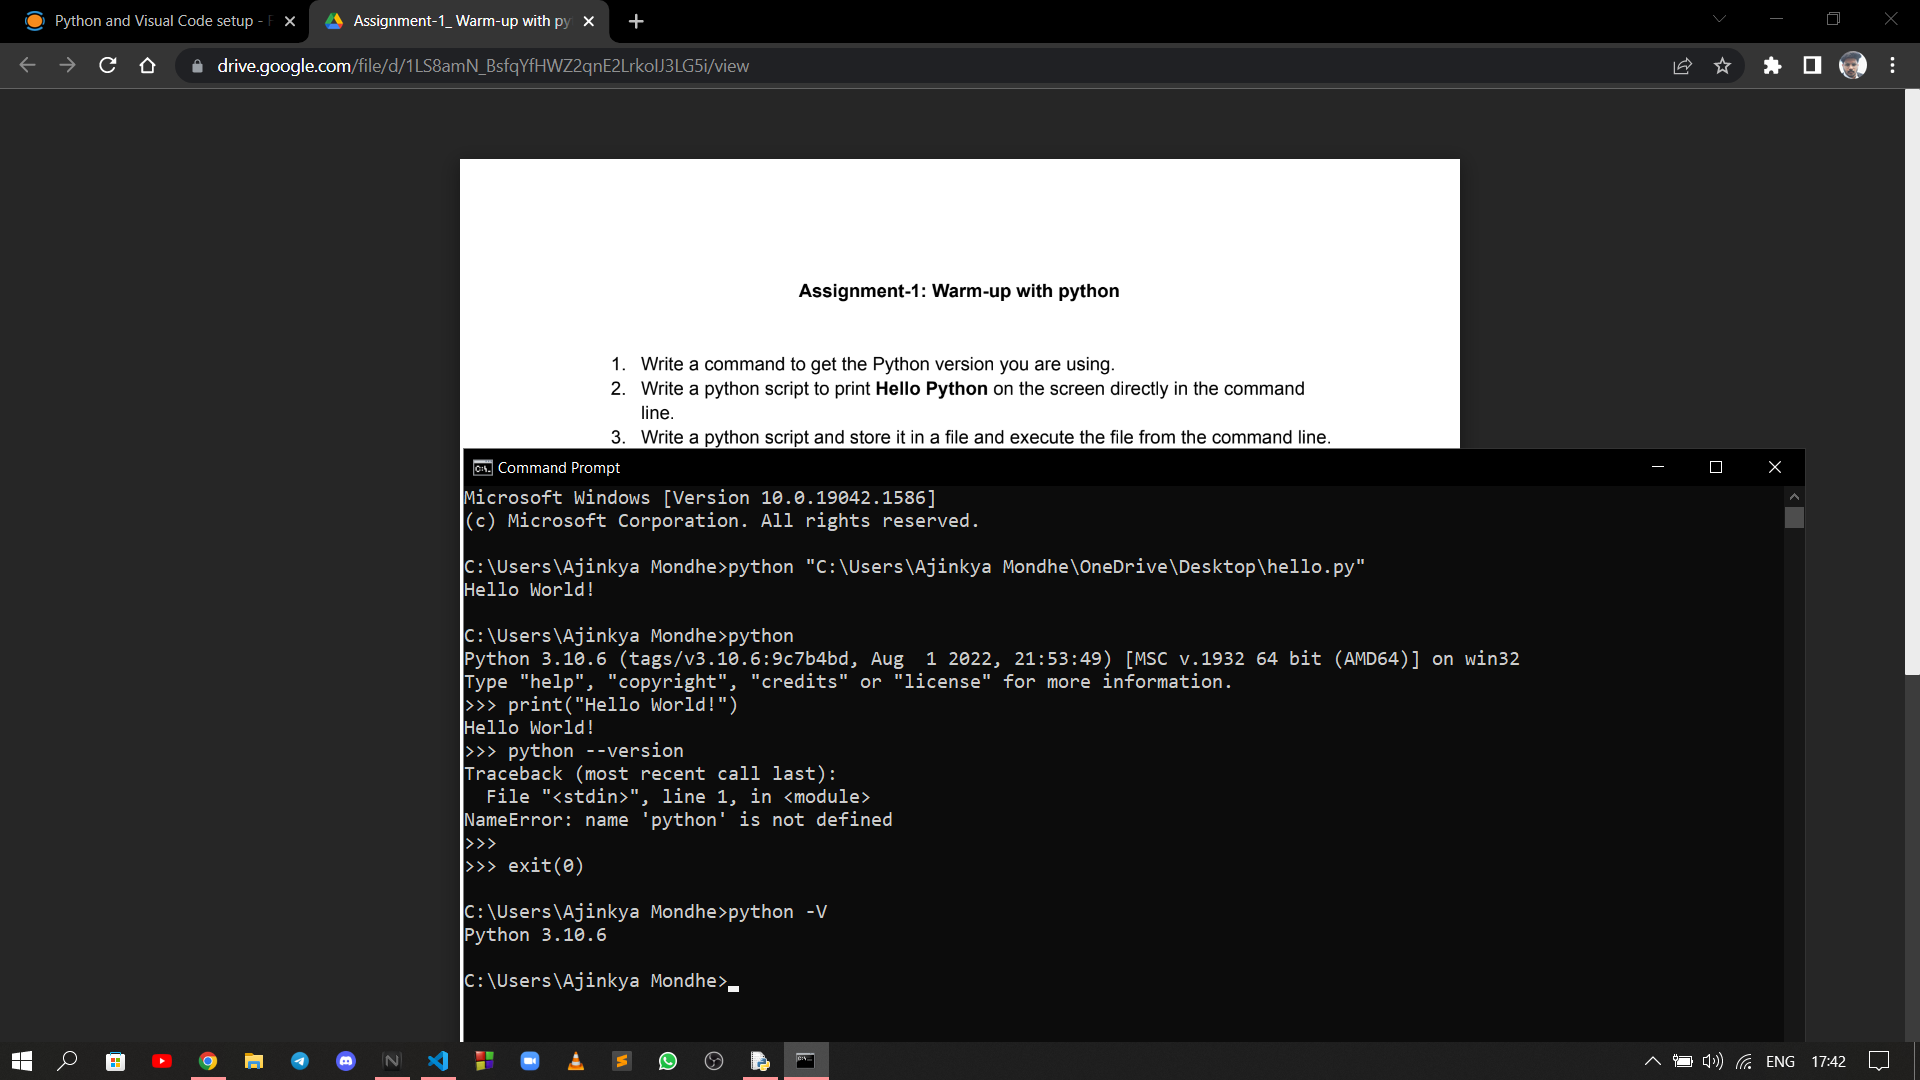 Python and Visual Code setup -
Assignment-1_ Warm-up with py
drive.google.com/file/d/1LS8amN_BsfqYfHWZ2qnE2LrkoIJ3LG5i/view
Assignment-1: Warm-up with python
1. Write a command to get the Python version you are using.
2. Write a python script to print Hello Python on the screen directly in the command
line.
3. Write a python script and store it in a file and execute the file from the command line.
Command Prompt
Microsoft Windows [Version 10.0.19042.1586]
(c) Microsoft Corporation. All rights reserved.
C:\Users\Ajinkya Mondhe>python "C:\Users\Ajinkya Mondhe\OneDrive\Desktop\hello.py"
Hello World!
C:\Users\Ajinkya Mondhe>python
Python 3.10.6 (tags/v3.10.6:9c7b4bd, Aug  1 2022, 21:53:49) [MSC v.1932 64 bit (AMD64)] on win32
Type "help", "copyright", "credits" or "license" for more information.
>>> print("Hello World!")
Hello World!
>>> python --version
Traceback (most recent call last):
  File "<stdin>", line 1, in <module>
NameError: name 'python' is not defined
>>>
>>> exit(0)
C:\Users\Ajinkya Mondhe>python -V
Python 3.10.6
C:\Users\Ajinkya Mondhe>
ENG 17:42